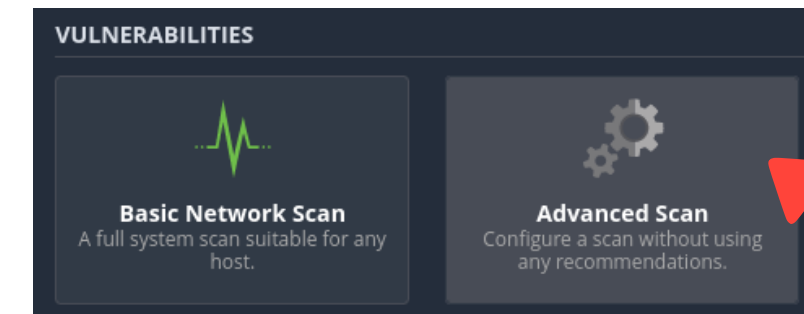 VULNERABILITIES
Basic Network Scan
A full system scan suitable for any
host.
Advanced Scan
Configure a scan without using
any recommendations.